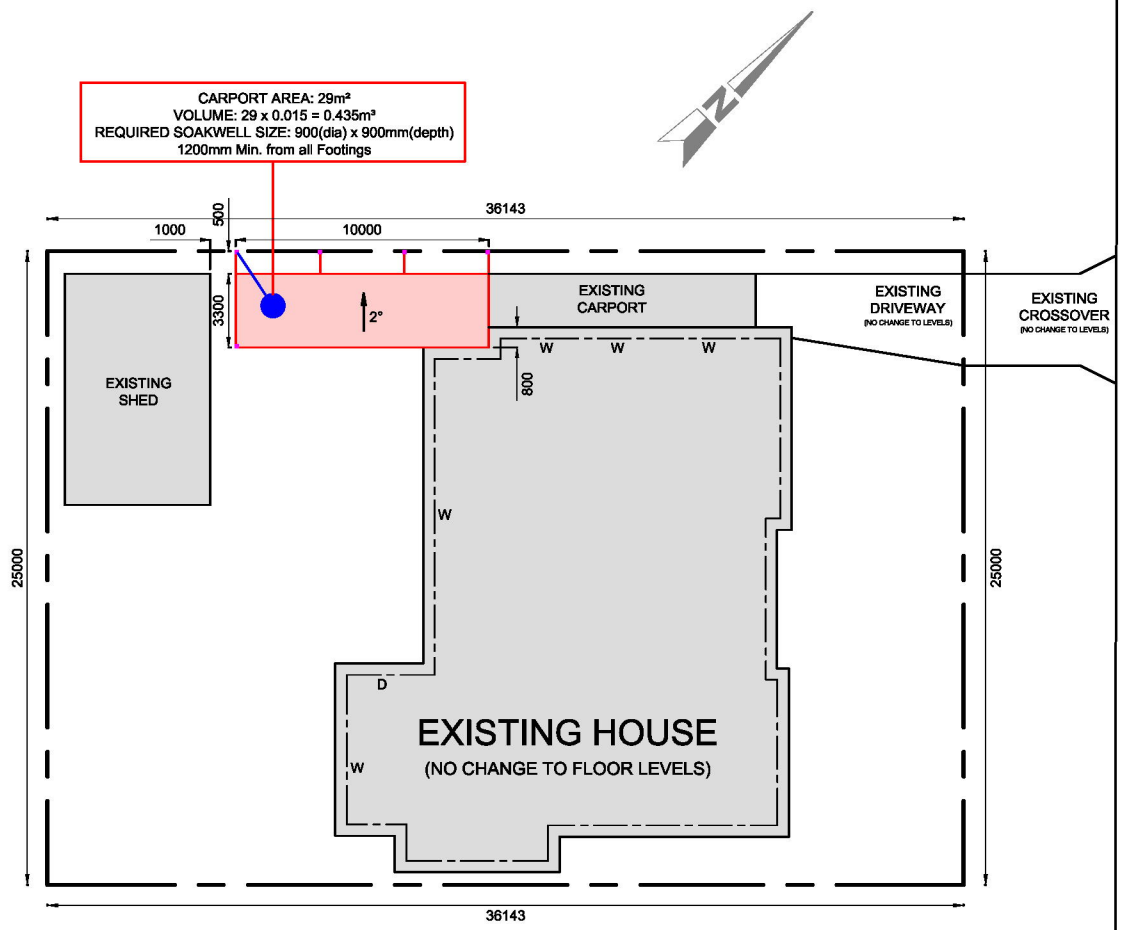 N
CARPORT AREA: 29m²
VOLUME: 29 x 0.015 = 0.435m³
REQUIRED SOAKWELL SIZE: 900(dia) x 900mm(depth)
1200mm Min. from all Footings
36143
500
1000
10000
3300
2°
EXISTING
CARPORT
EXISTING
DRIVEWAY
(NO CHANGE TO LEVELS)
EXISTING
CROSSOVER
(NO CHANGE TO LEVELS)
W
W
W
800
EXISTING
SHED
W
25000
25000
D
EXISTING HOUSE
(NO CHANGE TO FLOOR LEVELS)
W
36143